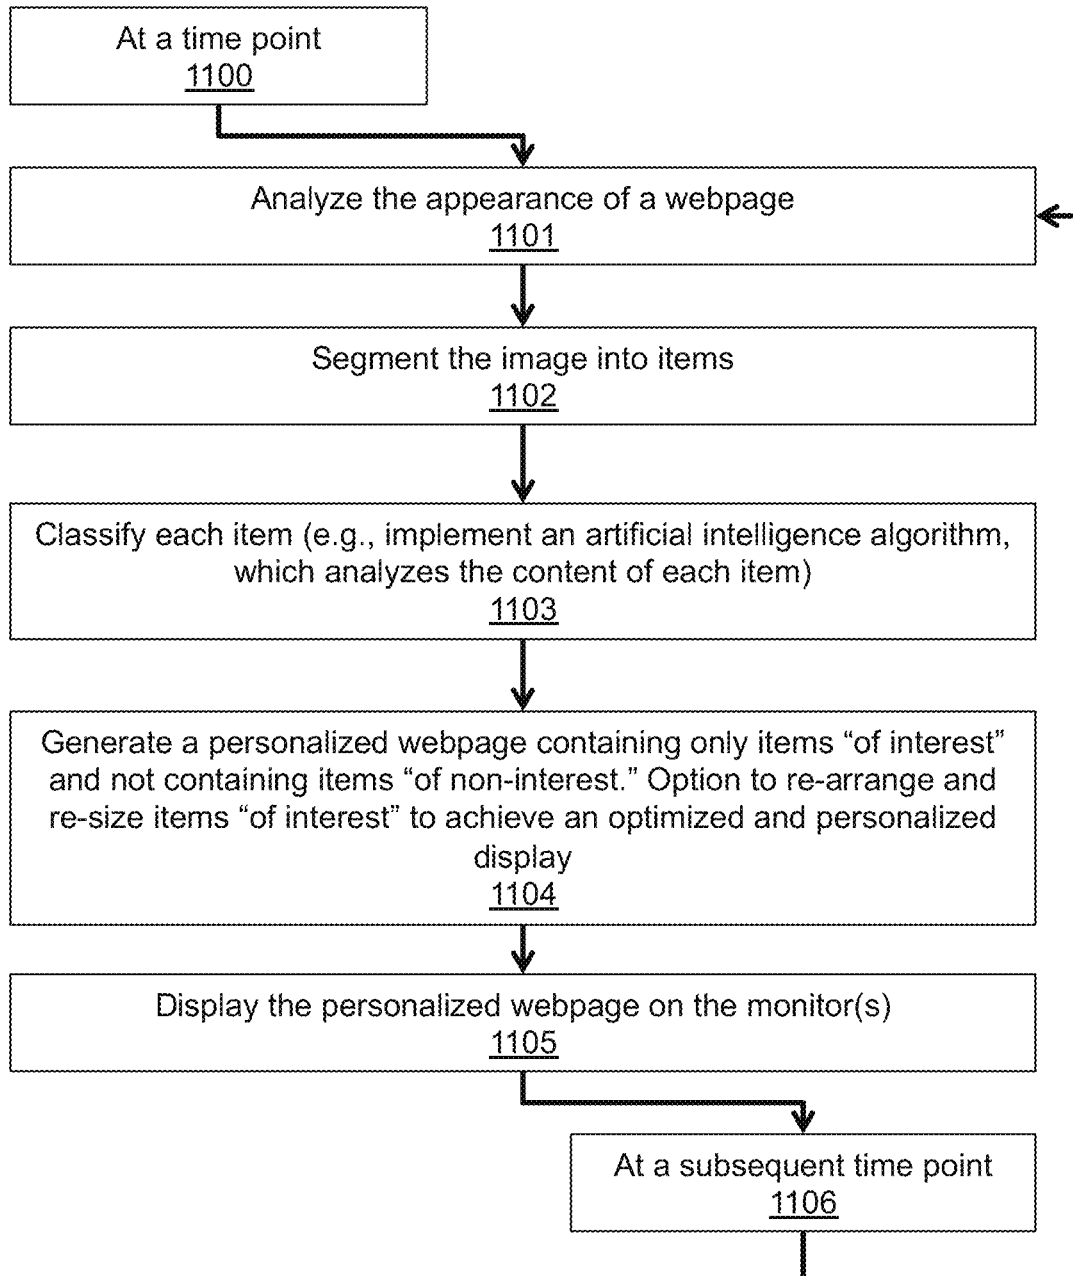 At a time point
1100
Analyze the appearance of a webpage
1101
Segment the image into items
1102
Classify each item (e.g., implement an artificial intelligence algorithm,
which analyzes the content of each item)
1103
Generate a personalized webpage containing only items “of interest”
and not containing items “of non-interest.” Option to re-arrange and
re-size items “of interest” to achieve an optimized and personalized
display
1104
Display the personalized webpage on the monitor(s)
1105
At a subsequent time point
1106